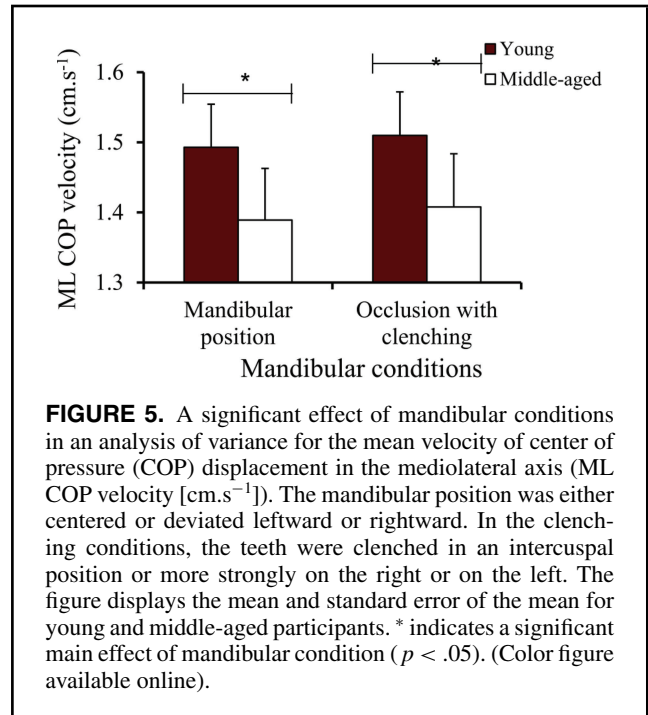 Young
Middle-aged
*
*
1.6
1.5
1.4
1.3
ML COP velocity (cm.s⁻¹)
Mandibular position
Occlusion with clenching
Mandibular conditions
FIGURE 5. A significant effect of mandibular conditions
in an analysis of variance for the mean velocity of center of
pressure (COP) displacement in the mediolateral axis (ML
COP velocity [cm.s⁻¹]). The mandibular position was either
centered or deviated leftward or rightward. In the clench-
ing conditions, the teeth were clenched in an intercuspal
position or more strongly on the right or on the left. The
figure displays the mean and standard error of the mean for
young and middle-aged participants. * indicates a significant
main effect of mandibular condition (p < .05). (Color figure
available online).